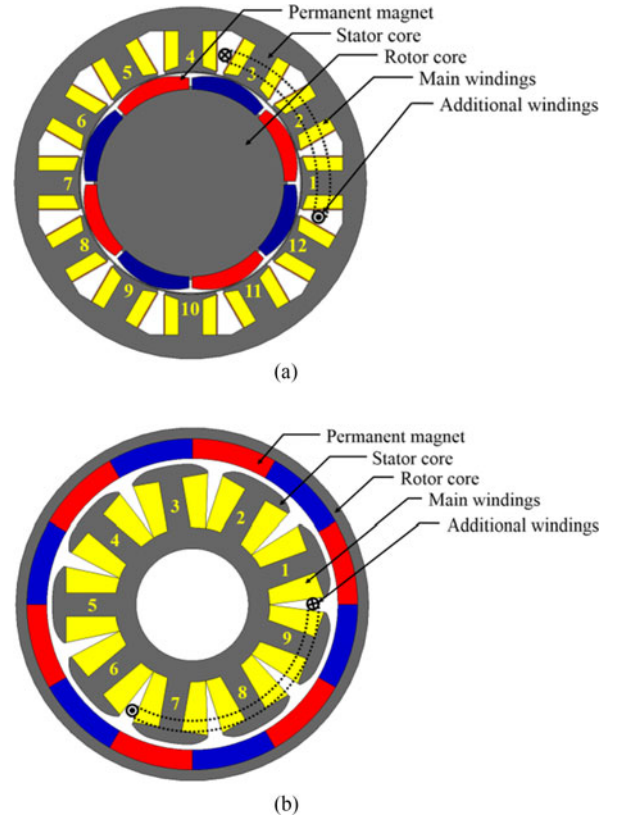 Permanent magnet
Stator core
Rotor core
Main windings
Additional windings
4
3
5
2
6
1
7
12
8
11
9
10
(a)
Permanent magnet
Stator core
Rotor core
Main windings
Additional windings
3
2
4
1
5
9
6
8
7
(b)